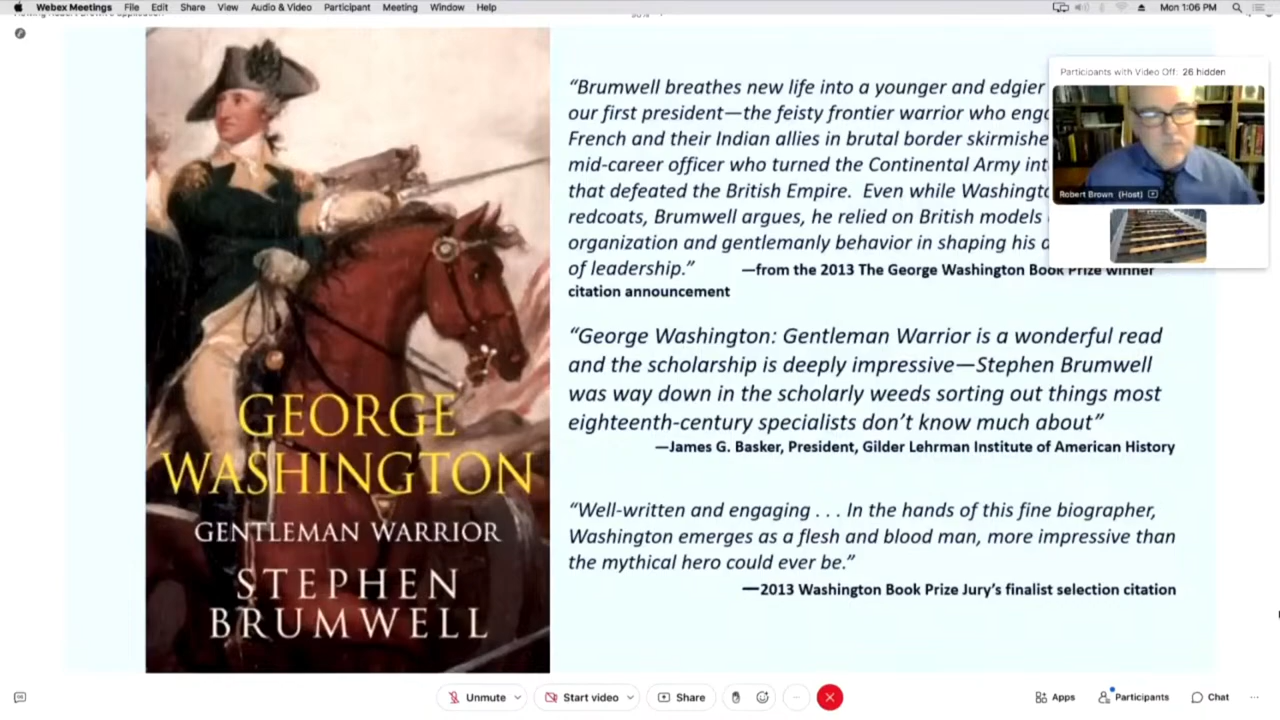 Webex Meetings File Edit Share View Audio & Video Participant Meeting Window Help
Mon 1:06 PM
Participants with Video Off: 26 hidden
Robert Brown (Host)
GEORGE
WASHINGTON
GENTLEMAN WARRIOR
STEPHEN
BRUMWELL
“Brumwell breathes new life into a younger and edgier
our first president—the feisty frontier warrior who
French and their Indian allies in brutal border
mid-career officer who turned the Continental Army
that defeated the British Empire. Even while
redcoats, Brumwell argues, he relied on British models
organization and gentlemanly behavior in shaping his
of leadership.” —from the 2013 The George Washington Book Prize winner
citation announcement
“George Washington: Gentleman Warrior is a wonderful read
and the scholarship is deeply impressive—Stephen Brumwell
was way down in the scholarly weeds sorting out things most
eighteenth-century specialists don’t know much about”
—James G. Basker, President, Gilder Lehrman Institute of American History
“Well-written and engaging . . . In the hands of this fine biographer,
Washington emerges as a flesh and blood man, more impressive than
the mythical hero could ever be.”
—2013 Washington Book Prize Jury’s finalist selection citation
Unmute Start video Share
Apps Participants Chat